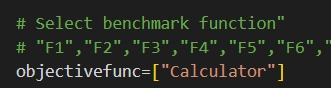 # Select benchmark function"
# "F1","F2","F3","F4","F5","F6","
objectivefunc=["Calculator"]